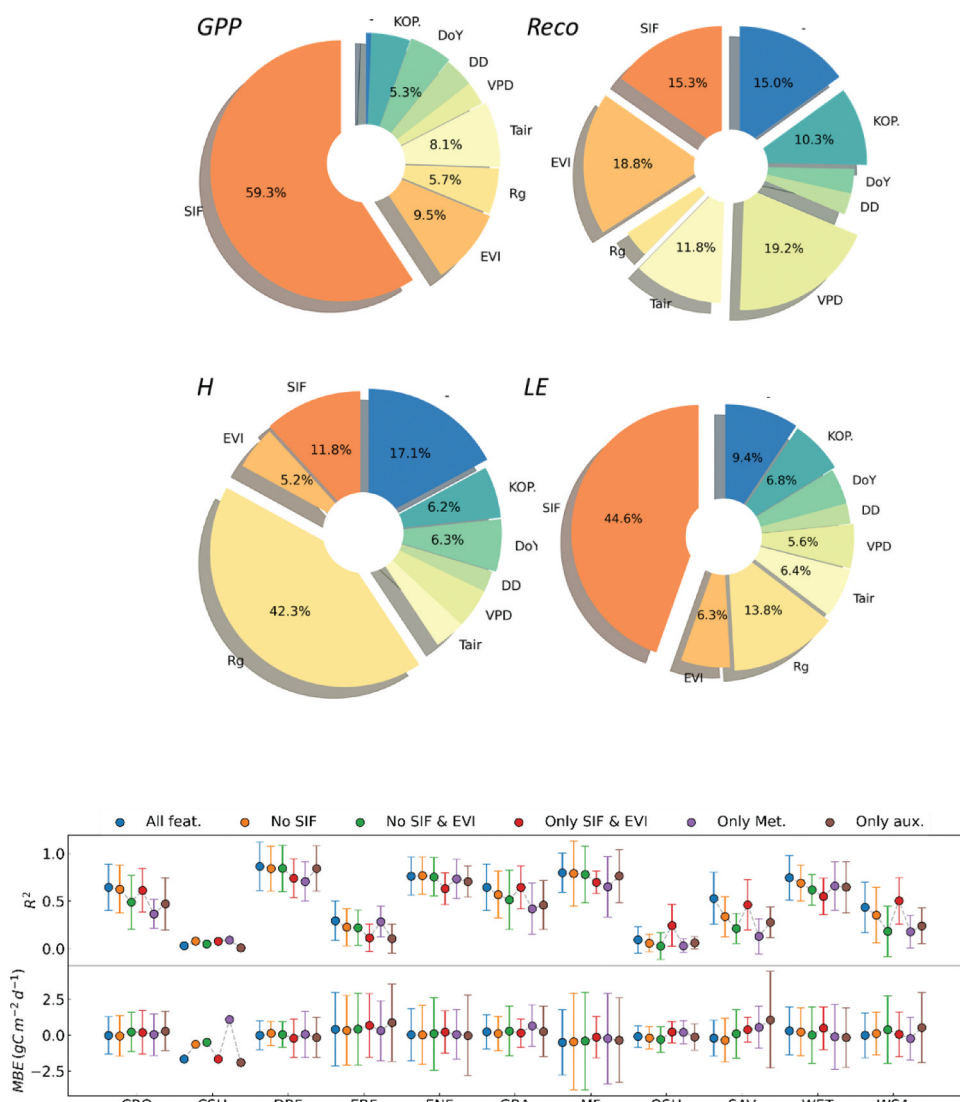 GPP
-
KOP.
DoY
DD
VPD
Tair
Rg
EVI
SIF
5.3%
8.1%
5.7%
9.5%
59.3%
Reco
-
KOP.
DoY
DD
VPD
Tair
Rg
EVI
SIF
15.0%
10.3%
19.2%
11.8%
18.8%
15.3%
H
-
KOP.
DoY
DD
VPD
Tair
Rg
EVI
SIF
17.1%
6.2%
6.3%
42.3%
5.2%
11.8%
LE
-
KOP.
DoY
DD
VPD
Tair
Rg
EVI
SIF
9.4%
6.8%
5.6%
6.4%
13.8%
6.3%
44.6%
All feat. No SIF No SIF & EVI Only SIF & EVI Only Met. Only aux.
R²
1.0
0.5
0.0
MBE (gC m⁻² d⁻¹)
2.5
0.0
−2.5